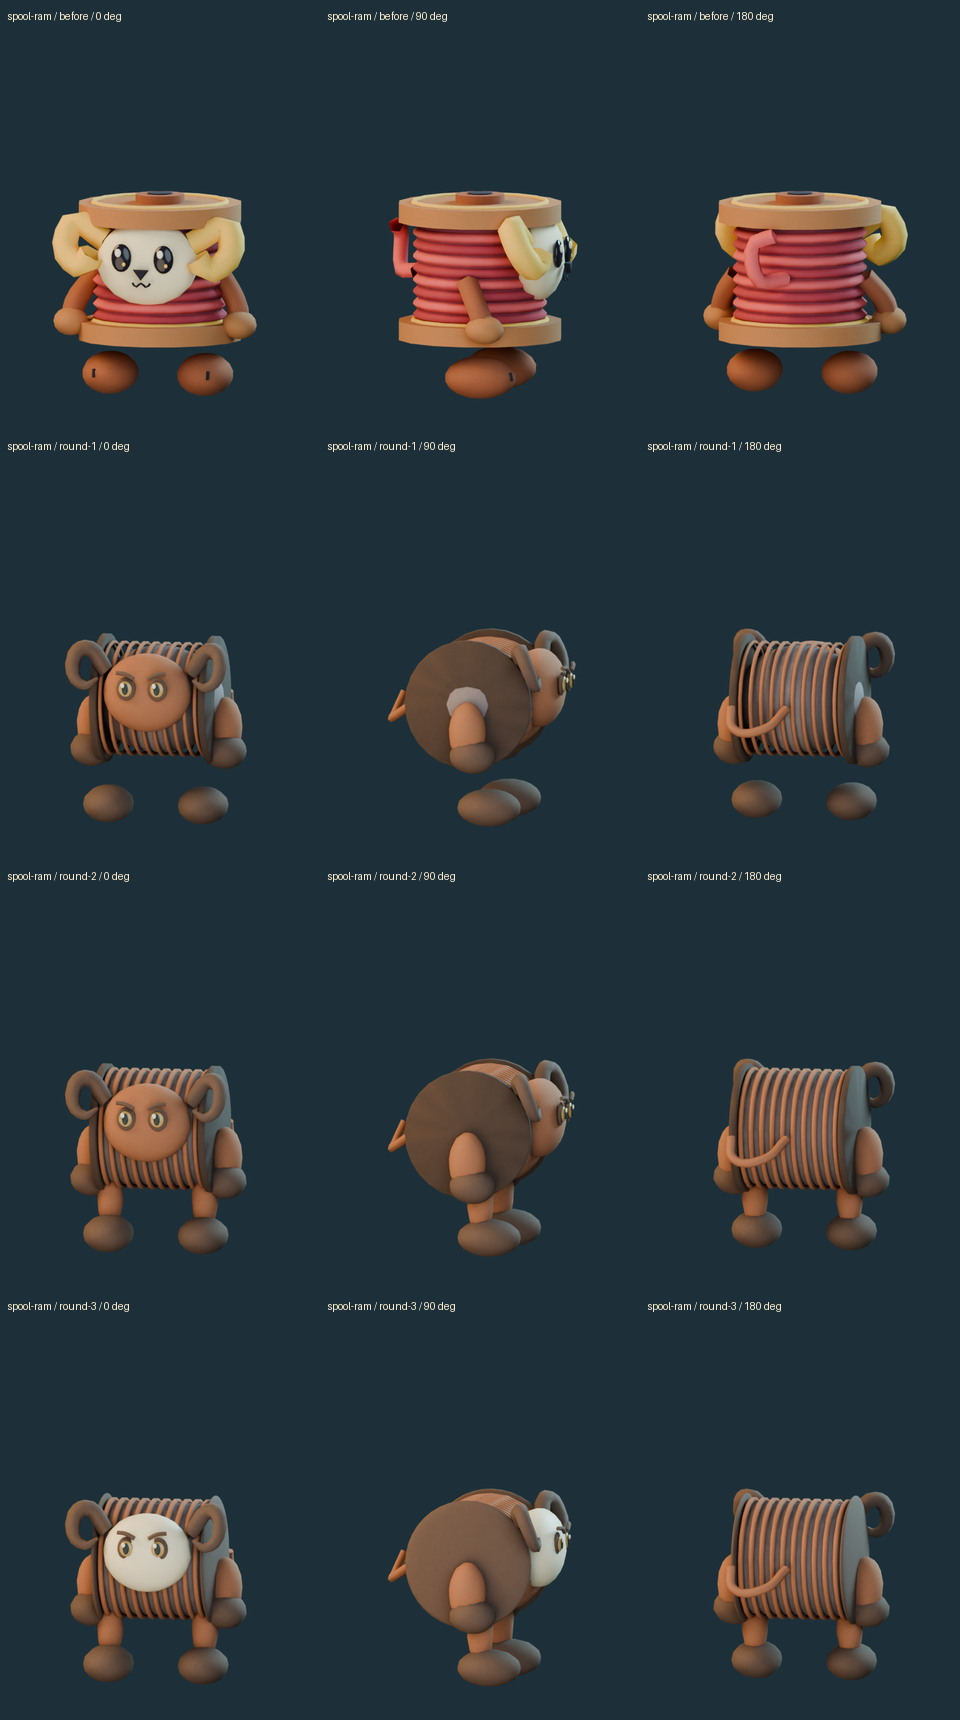 spool-ram / before / 0 deg
spool-ram / before / 90 deg
spool-ram / before / 180 deg
spool-ram / round-1 / 0 deg
spool-ram / round-1 / 90 deg
spool-ram / round-1 / 180 deg
spool-ram / round-2 / 0 deg
spool-ram / round-2 / 90 deg
spool-ram / round-2 / 180 deg
spool-ram / round-3 / 0 deg
spool-ram / round-3 / 90 deg
spool-ram / round-3 / 180 deg